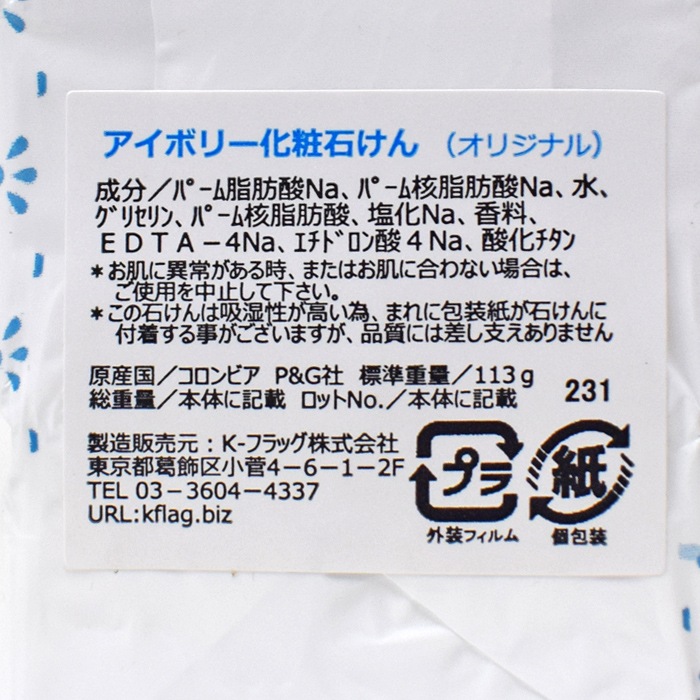 アイボリー化粧石けん （オリジナル）
成分／ﾊﾟｰﾑ脂肪酸Na、ﾊﾟｰﾑ核脂肪酸Na、水、
ｸﾞﾘｾﾘﾝ、ﾊﾟｰﾑ核脂肪酸、塩化Na、香料、
ＥＤＴＡ－4Na、ｴﾁﾄﾞﾛﾝ酸４Na、酸化ﾁﾀﾝ
＊お肌に異常がある時、またはお肌に合わない場合は、
ご使用を中止して下さい。
＊この石けんは吸湿性が高い為、まれに包装紙が石けんに
付着する事がございますが、品質には差し支えありません
原産国／コロンビア P&G社 標準重量／113g
総重量／本体に記載 ロットNo.／本体に記載 231
製造販売元：K-フラッグ株式会社
東京都葛飾区小菅4－6－1－2F
TEL 03－3604－4337
URL:kflag.biz
プラ
外装フィルム
紙
個包装